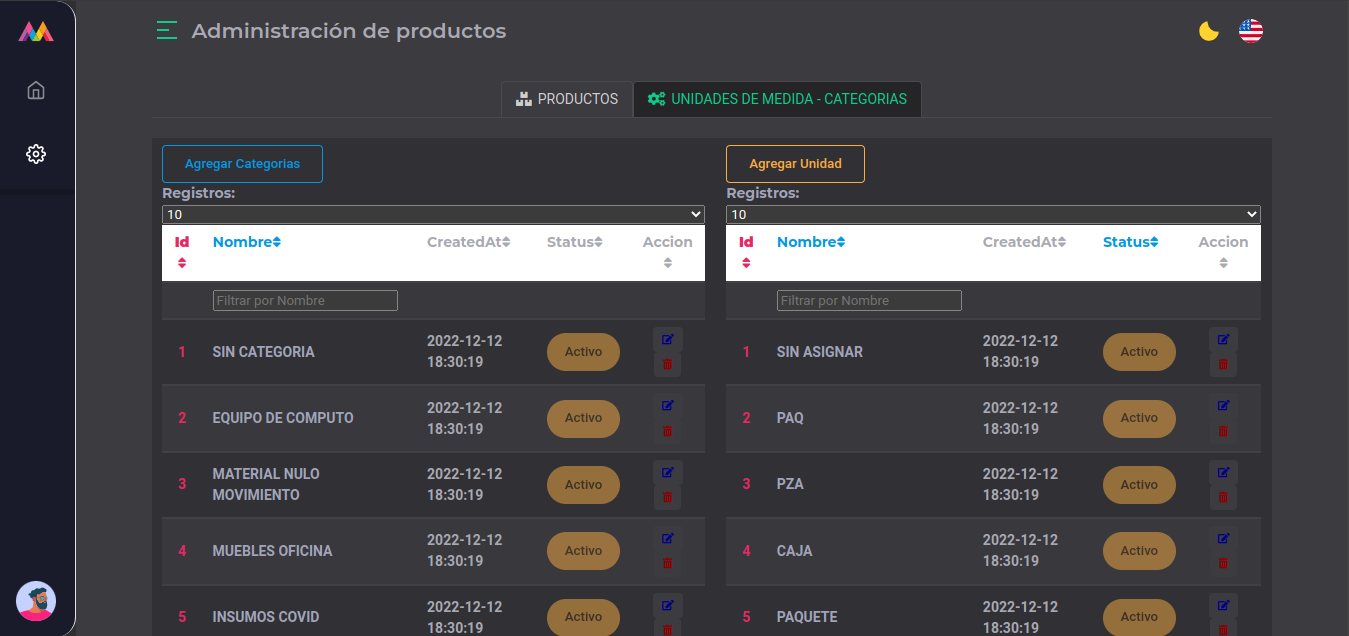 Administración de productos
PRODUCTOS
UNIDADES DE MEDIDA - CATEGORIAS
Agregar Categorias
Registros:
10
Id Nombre CreatedAt Status Accion
Filtrar por Nombre
1 SIN CATEGORIA 2022-12-12 Activo
18:30:19
2 EQUIPO DE COMPUTO 2022-12-12 Activo
18:30:19
3 MATERIAL NULO 2022-12-12 Activo
MOVIMIENTO 18:30:19
4 MUEBLES OFICINA 2022-12-12 Activo
18:30:19
5 INSUMOS COVID 2022-12-12 Activo
18:30:19
Agregar Unidad
Registros:
10
Id Nombre CreatedAt Status Accion
Filtrar por Nombre
1 SIN ASIGNAR 2022-12-12 Activo
18:30:19
2 PAQ 2022-12-12 Activo
18:30:19
3 PZA 2022-12-12 Activo
18:30:19
4 CAJA 2022-12-12 Activo
18:30:19
5 PAQUETE 2022-12-12 Activo
18:30:19